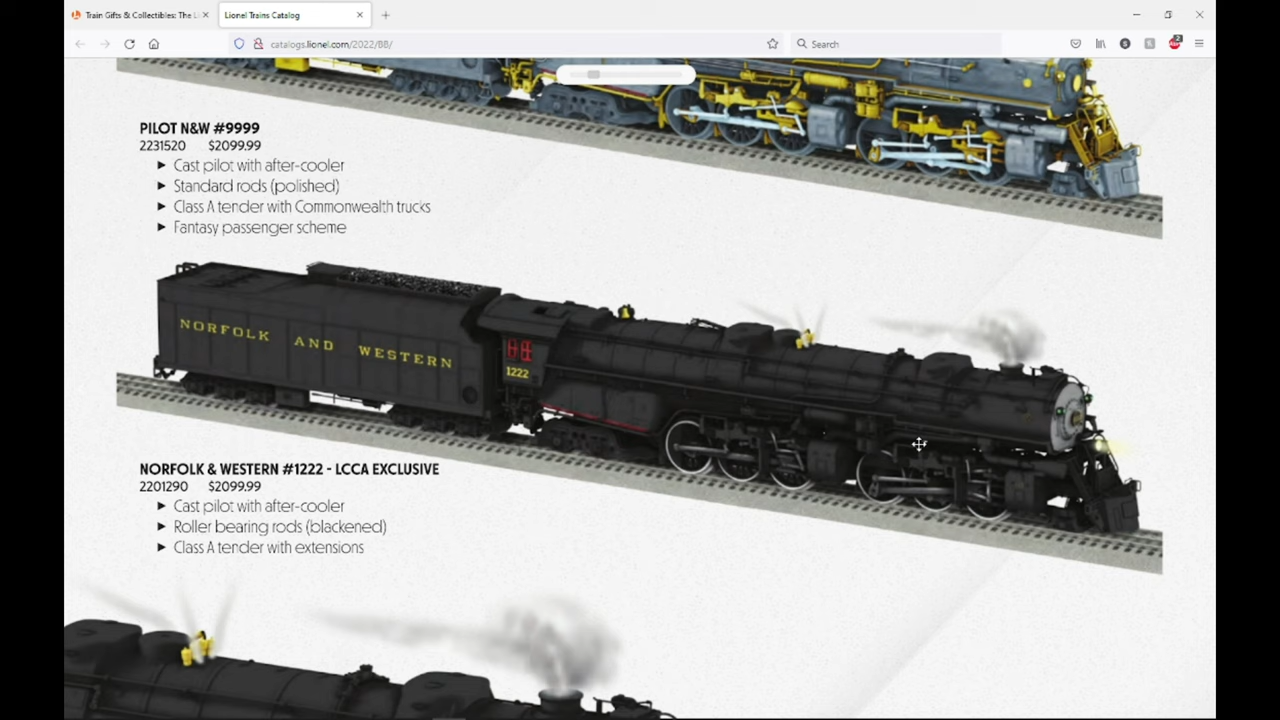 Train Gifts & Collectibles: The L
Lionel Trains Catalog
catalogs.lionel.com/2022/BB/
Search
2
PILOT N&W #9999
2231520 $2099.99
► Cast pilot with after-cooler
► Standard rods (polished)
► Class A tender with Commonwealth trucks
► Fantasy passenger scheme
NORFOLK AND WESTERN
1222
NORFOLK & WESTERN #1222 - LCCA EXCLUSIVE
2201290 $2099.99
► Cast pilot with after-cooler
► Roller bearing rods (blackened)
► Class A tender with extensions